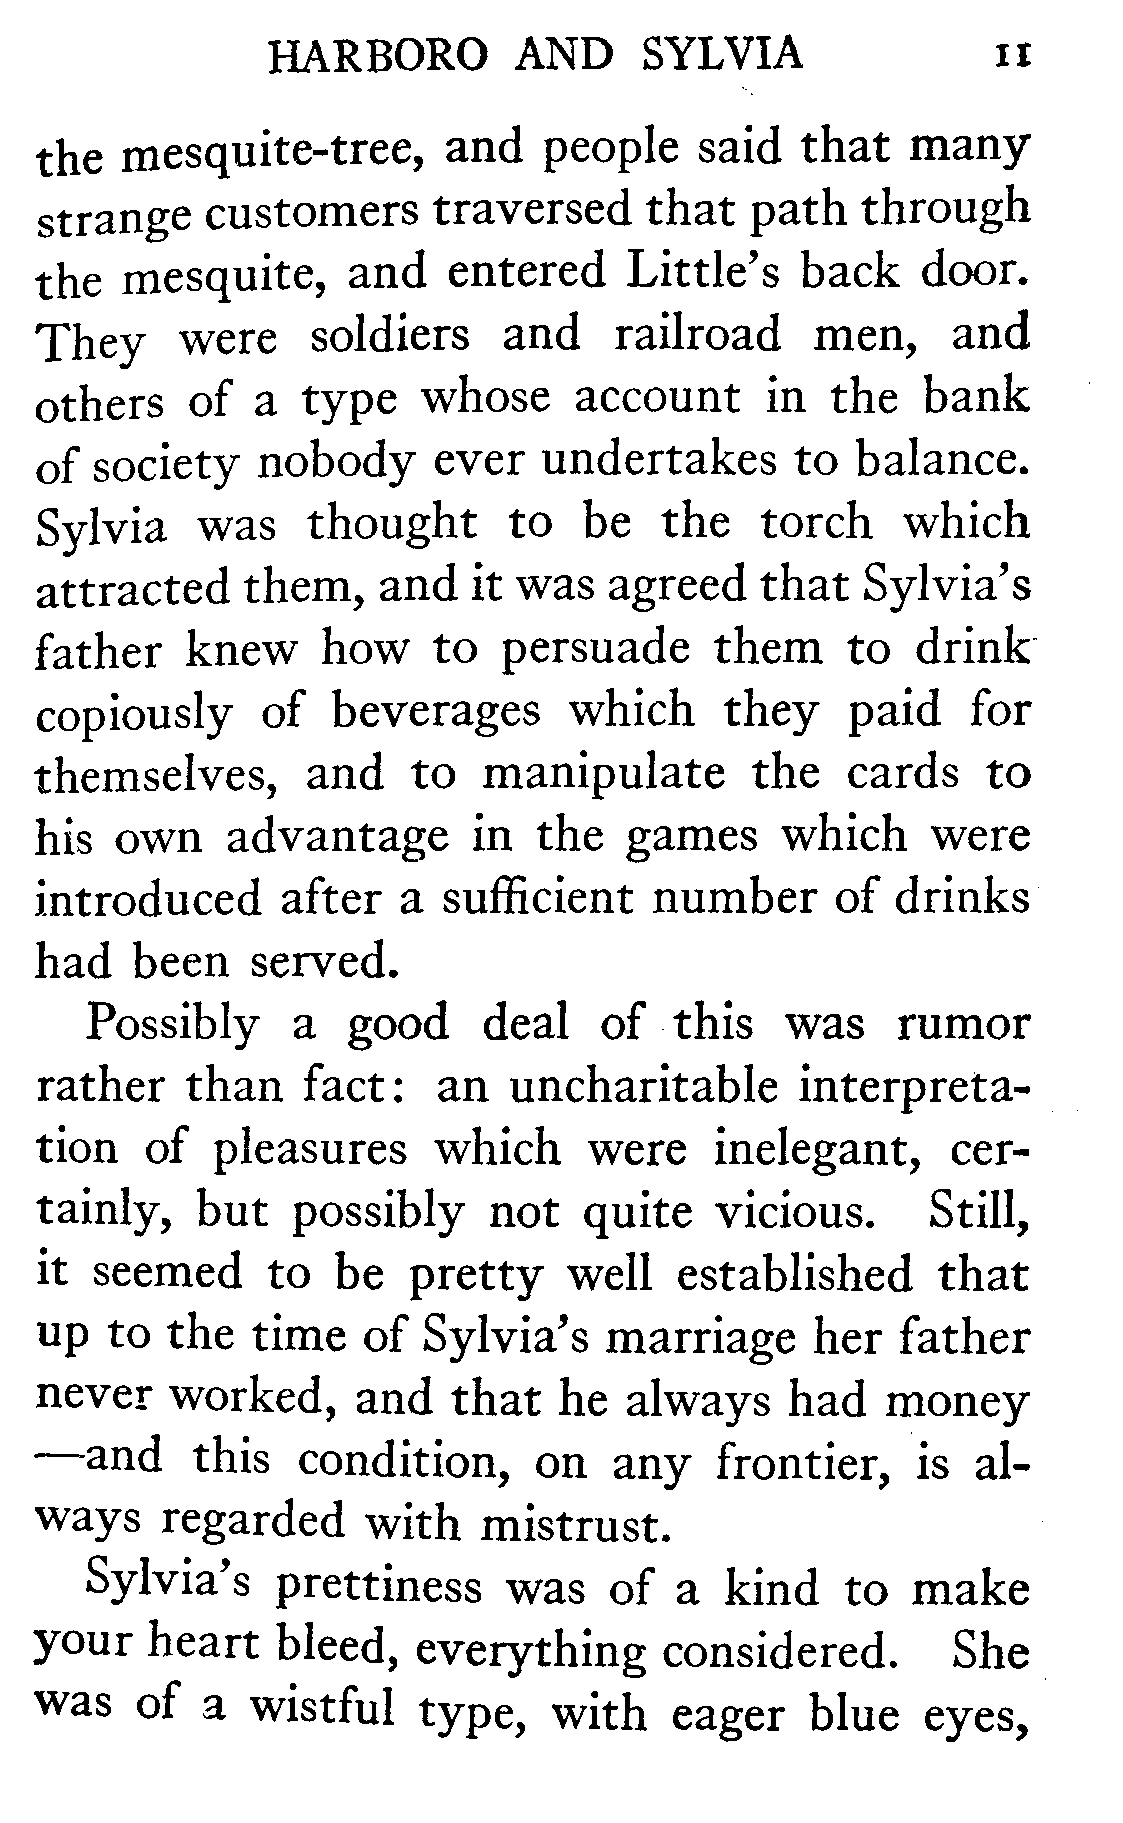 HARBORO AND SYLVIA 11
the mesquite-tree, and people said that many
strange customers traversed that path through
the mesquite, and entered Little's back door.
They were soldiers and railroad men, and
others of a type whose account in the bank
of society nobody ever undertakes to balance.
Sylvia was thought to be the torch which
attracted them, and it was agreed that Sylvia's
father knew how to persuade them to drink
copiously of beverages which they paid for
themselves, and to manipulate the cards to
his own advantage in the games which were
introduced after a sufficient number of drinks
had been served.
Possibly a good deal of this was rumor
rather than fact: an uncharitable interpreta-
tion of pleasures which were inelegant, cer-
tainly, but possibly not quite vicious. Still,
it seemed to be pretty well established that
up to the time of Sylvia's marriage her father
never worked, and that he always had money
—and this condition, on any frontier, is al-
ways regarded with mistrust.
Sylvia's prettiness was of a kind to make
your heart bleed, everything considered. She
was of a wistful type, with eager blue eyes,